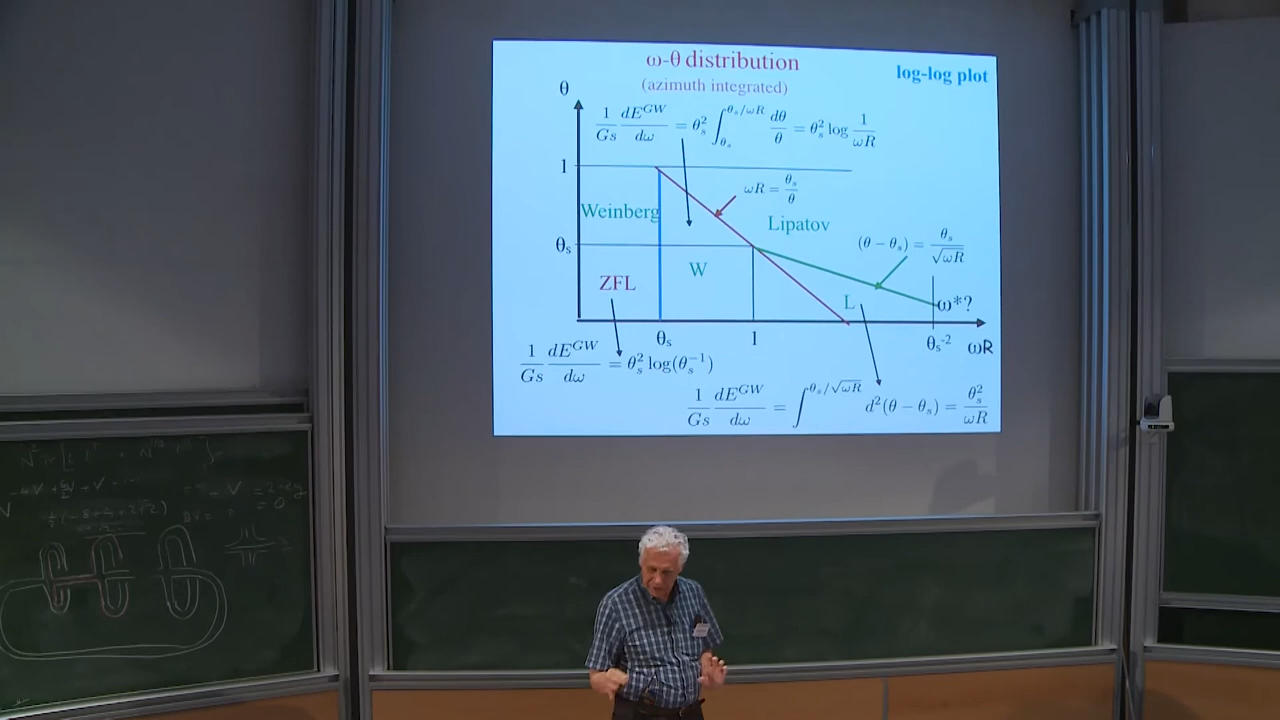 ω-θ distribution
(azimuth integrated)
log-log plot
θ
1/Gs dE^GW/dω = θ_s^2 ∫_{θ_s}^{θ_s/ωR} dθ/θ = θ_s^2 log 1/ωR
1
ωR = θ_s/θ
Weinberg
Lipatov
θ_s
(θ − θ_s) = θ_s/√ωR
W
ZFL
L
ω*?
θ_s
1
θ_s^-2
ωR
1/Gs dE^GW/dω = θ_s^2 log(θ_s^−1)
1/Gs dE^GW/dω = ∫^{θ_s/√ωR} d^2(θ − θ_s) = θ_s^2/ωR